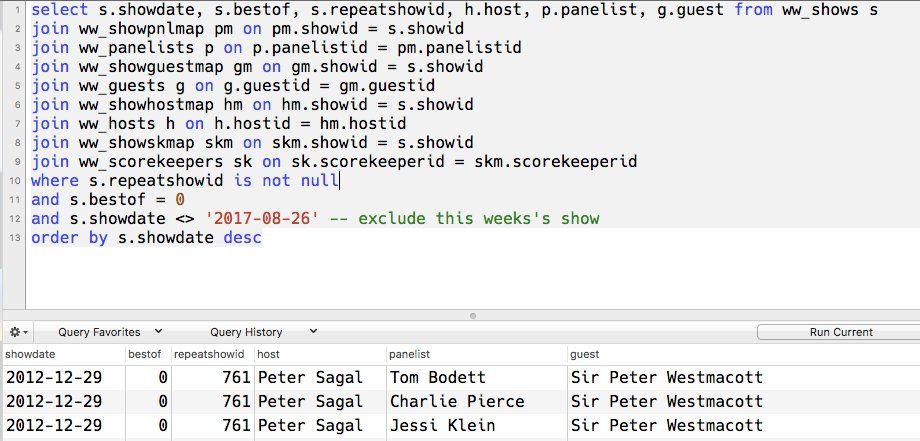 1 select s.showdate, s.bestof, s.repeatshowid, h.host, p.panelist, g.guest from ww_shows s
2 join ww_showpnlmap pm on pm.showid = s.showid
3 join ww_panelists p on p.panelistid = pm.panelistid
4 join ww_showguestmap gm on gm.showid = s.showid
5 join ww_guests g on g.guestid = gm.guestid
6 join ww_showhostmap hm on hm.showid = s.showid
7 join ww_hosts h on h.hostid = hm.hostid
8 join ww_showskmap skm on skm.showid = s.showid
9 join ww_scorekeepers sk on sk.scorekeeperid = skm.scorekeeperid
10 where s.repeatshowid is not null
11 and s.bestof = 0
12 and s.showdate <> '2017-08-26' -- exclude this weeks's show
13 order by s.showdate desc
Query Favorites Query History Run Current
showdate bestof repeatshowid host panelist guest
2012-12-29 0 761 Peter Sagal Tom Bodett Sir Peter Westmacott
2012-12-29 0 761 Peter Sagal Charlie Pierce Sir Peter Westmacott
2012-12-29 0 761 Peter Sagal Jessi Klein Sir Peter Westmacott